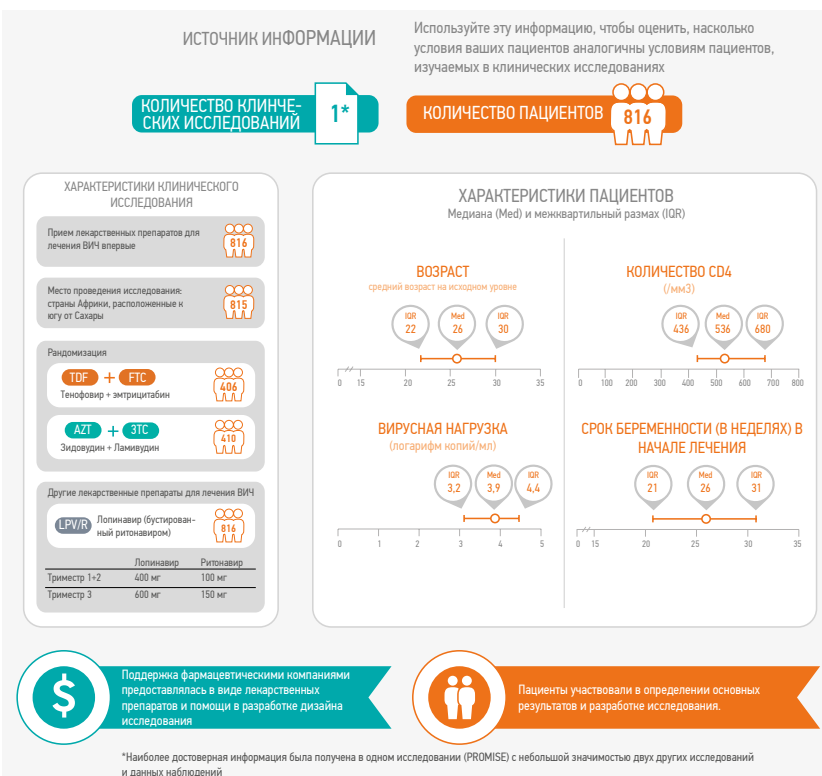 ИСТОЧНИК ИНФОРМАЦИИ
Используйте эту информацию, чтобы оценить, насколько
условия ваших пациентов аналогичны условиям пациентов,
изучаемых в клинических исследованиях
КОЛИЧЕСТВО КЛИНЧЕ-
СКИХ ИССЛЕДОВАНИЙ
1*
КОЛИЧЕСТВО ПАЦИЕНТОВ
816
ХАРАКТЕРИСТИКИ КЛИНИЧЕСКОГО
ИССЛЕДОВАНИЯ
Прием лекарственных препаратов для
лечения ВИЧ впервые
816
Место проведения исследования:
страны Африки, расположенные к
югу от Сахары
815
Рандомизация
TDF + FTC
Тенофовир + эмтрицитабин
406
AZT + 3TC
Зидовудин + Ламивудин
410
Другие лекарственные препараты для лечения ВИЧ
LPV/R
Лопинавир (бустирован-
ный ритонавиром)
816
Лопинавир Ритонавир
Триместр 1+2 400 мг 100 мг
Триместр 3 600 мг 150 мг
ХАРАКТЕРИСТИКИ ПАЦИЕНТОВ
Медиана (Med) и межквартильный размах (IQR)
ВОЗРАСТ
средний возраст на исходном уровне
IQR Med IQR
22 26 30
0 15 20 25 30 35
КОЛИЧЕСТВО CD4
(/мм3)
IQR Med IQR
436 536 680
0 100 200 300 400 500 600 700 800
ВИРУСНАЯ НАГРУЗКА
(логарифм копий/мл)
IQR Med IQR
3,2 3,9 4,4
0 1 2 3 4 5
СРОК БЕРЕМЕННОСТИ (В НЕДЕЛЯХ) В
НАЧАЛЕ ЛЕЧЕНИЯ
IQR Med IQR
21 26 31
0 15 20 25 30 35
$
Поддержка фармацевтическими компаниями
предоставлялась в виде лекарственных
препаратов и помощи в разработке дизайна
исследования
Пациенты участвовали в определении основных
результатов и разработке исследования.
*Наиболее достоверная информация была получена в одном исследовании (PROMISE) с небольшой значимостью двух других исследований
и данных наблюдений